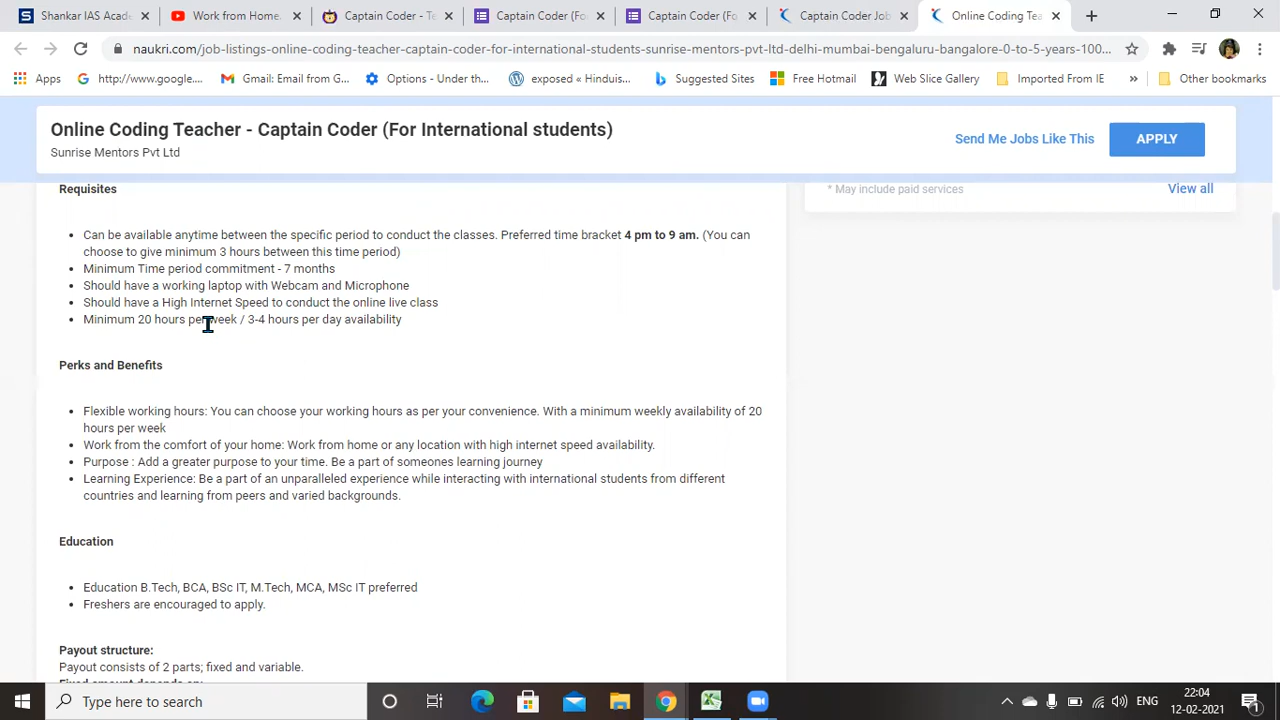 Shankar IAS Acade
Work from Home.
Captain Coder - Te
Captain Coder (Fo
Captain Coder (Fo
Captain Coder Job
Online Coding Tea
naukri.com/job-listings-online-coding-teacher-captain-coder-for-international-students-sunrise-mentors-pvt-ltd-delhi-mumbai-bengaluru-bangalore-0-to-5-years-100...
Apps
http://www.google....
Gmail: Email from G...
Options - Under th...
exposed « Hinduis...
Suggested Sites
Free Hotmail
Web Slice Gallery
Imported From IE
»
Other bookmarks
Online Coding Teacher - Captain Coder (For International students)
Sunrise Mentors Pvt Ltd
Send Me Jobs Like This
APPLY
Requisites
* May include paid services
View all
• Can be available anytime between the specific period to conduct the classes. Preferred time bracket 4 pm to 9 am. (You can
choose to give minimum 3 hours between this time period)
• Minimum Time period commitment - 7 months
• Should have a working laptop with Webcam and Microphone
• Should have a High Internet Speed to conduct the online live class
• Minimum 20 hours per week / 3-4 hours per day availability
Perks and Benefits
• Flexible working hours: You can choose your working hours as per your convenience. With a minimum weekly availability of 20
hours per week
• Work from the comfort of your home: Work from home or any location with high internet speed availability.
• Purpose : Add a greater purpose to your time. Be a part of someones learning journey
• Learning Experience: Be a part of an unparalleled experience while interacting with international students from different
countries and learning from peers and varied backgrounds.
Education
• Education B.Tech, BCA, BSc IT, M.Tech, MCA, MSc IT preferred
• Freshers are encouraged to apply.
Payout structure:
Payout consists of 2 parts; fixed and variable.
Fixed amount depends on:
Type here to search
ENG
22:04
12-02-2021
1